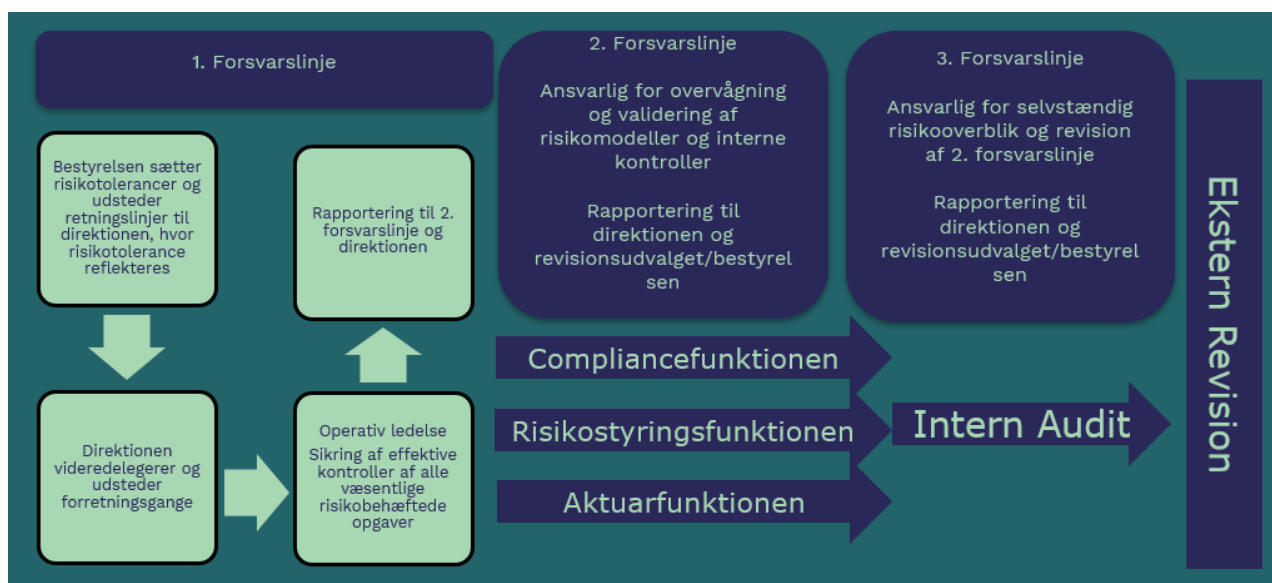 1. Forsvarslinje
Bestyrelsen sætter
risikotolerancer og
udsteder
retningslinjer til
direktionen, hvor
risikotolerance
reflekteres
Direktionen
videredelegerer og
udsteder
forretningsgange
Operativ ledelse
Sikring af effektive
kontroller af alle
væsentlige
risikobehæftede
opgaver
Rapportering til 2.
forsvarslinje og
direktionen
2. Forsvarslinje
Ansvarlig for overvågning
og validering af
risikomodeller og interne
kontroller
Rapportering til
direktionen og
revisionsudvalget/bestyrel
sen
Compliancefunktionen
Risikostyringsfunktionen
Aktuarfunktionen
3. Forsvarslinje
Ansvarlig for selvstændig
risikooverblik og revision
af 2. forsvarslinje
Rapportering til
direktionen og
revisionsudvalget/bestyrel
sen
Intern Audit
Ekstern Revision